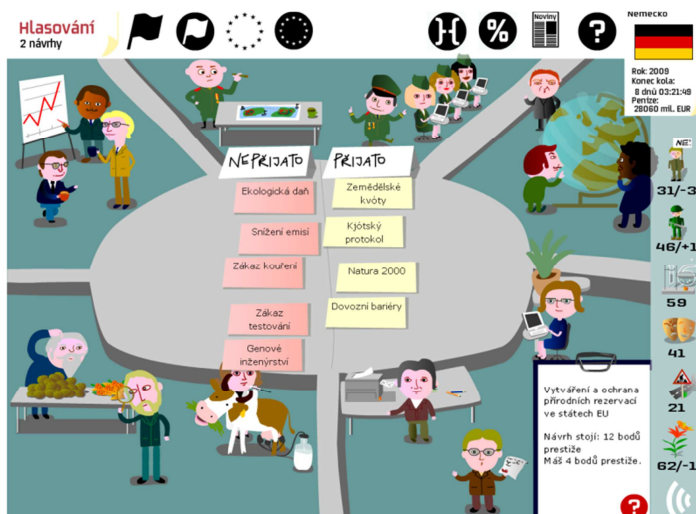 Hlasování
2 návrhy
}{
%
Noviny
?
Německo
Rok: 2009
Konec kola:
8 dnů 03:21:49
Peníze:
28060 mil. EUR
NEPŘIJATO
PŘIJATO
Ekologická daň
Snížení emisí
Zákaz kouření
Zákaz
testování
Genové
inženýrství
Zemědělské
kvóty
Kjótský
protokol
Natura 2000
Dovozní bariéry
NE!
31/-3
46/+1
59
41
21
62/-1
Vytváření a ochrana
přírodních rezervací
ve státech EU
Návrh stojí: 12 bodů
prestiže
Máš 4 bodů prestiže.
?